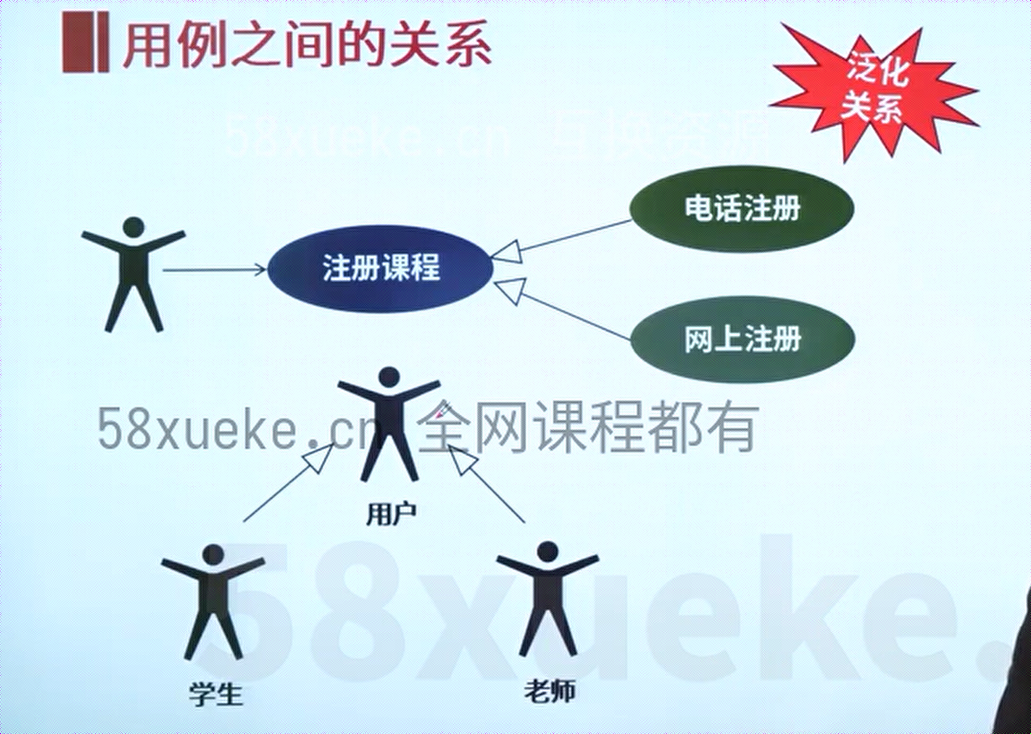 用例之间的关系
泛化
关系
58xueke.cn 互换资源
电话注册
注册课程
网上注册
58xueke.cn 全网课程都有
用户
58xueke.
学生
老师